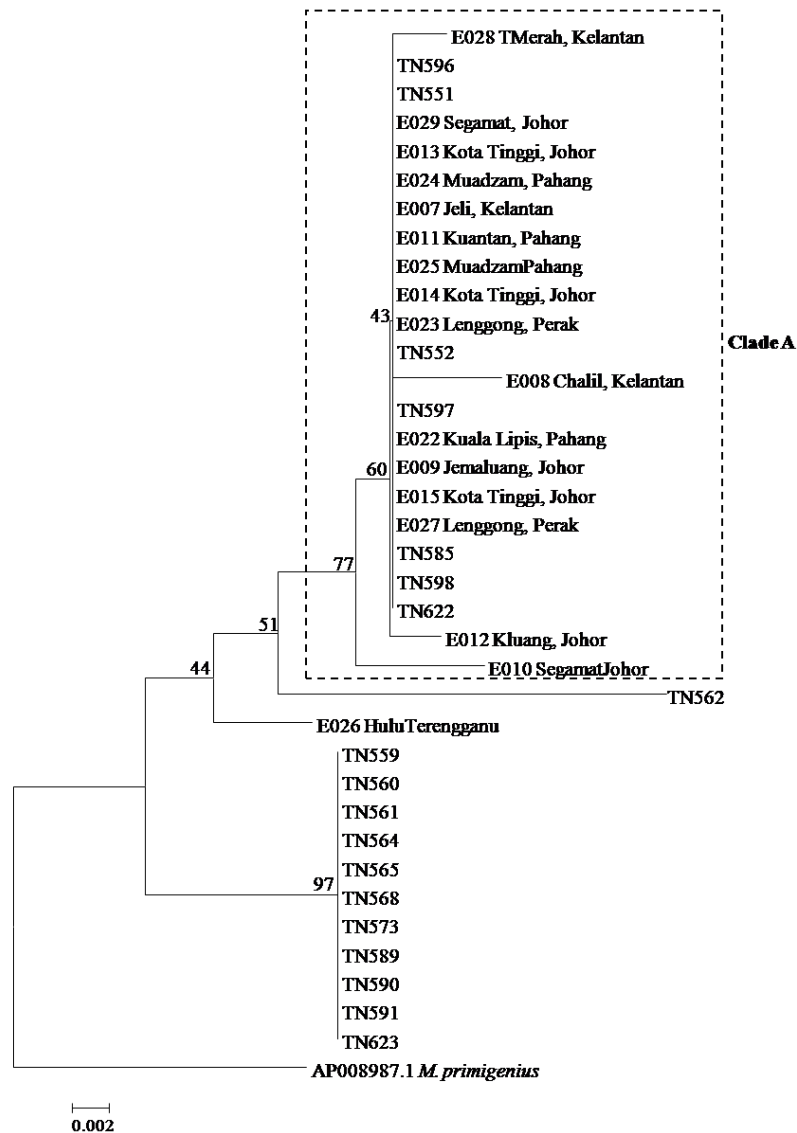 E028 TMerah, Kelantan
TN596
TN551
E029 Segamat, Johor
E013 Kota Tinggi, Johor
E024 Muadzam, Pahang
E007 Jeli, Kelantan
E011 Kuantan, Pahang
E025 MuadzamPahang
E014 Kota Tinggi, Johor
43
E023 Lenggong, Perak
Clade A
TN552
E008 Chalil, Kelantan
TN597
E022 Kuala Lipis, Pahang
60
E009 Jemaluang, Johor
E015 Kota Tinggi, Johor
E027 Lenggong, Perak
TN585
77
TN598
TN622
51
E012 Kluang, Johor
44
E010 SegamatJohor
TN562
E026 HuluTerengganu
TN559
TN560
TN561
TN564
TN565
97
TN568
TN573
TN589
TN590
TN591
TN623
AP008987.1 M. primigenius
0.002